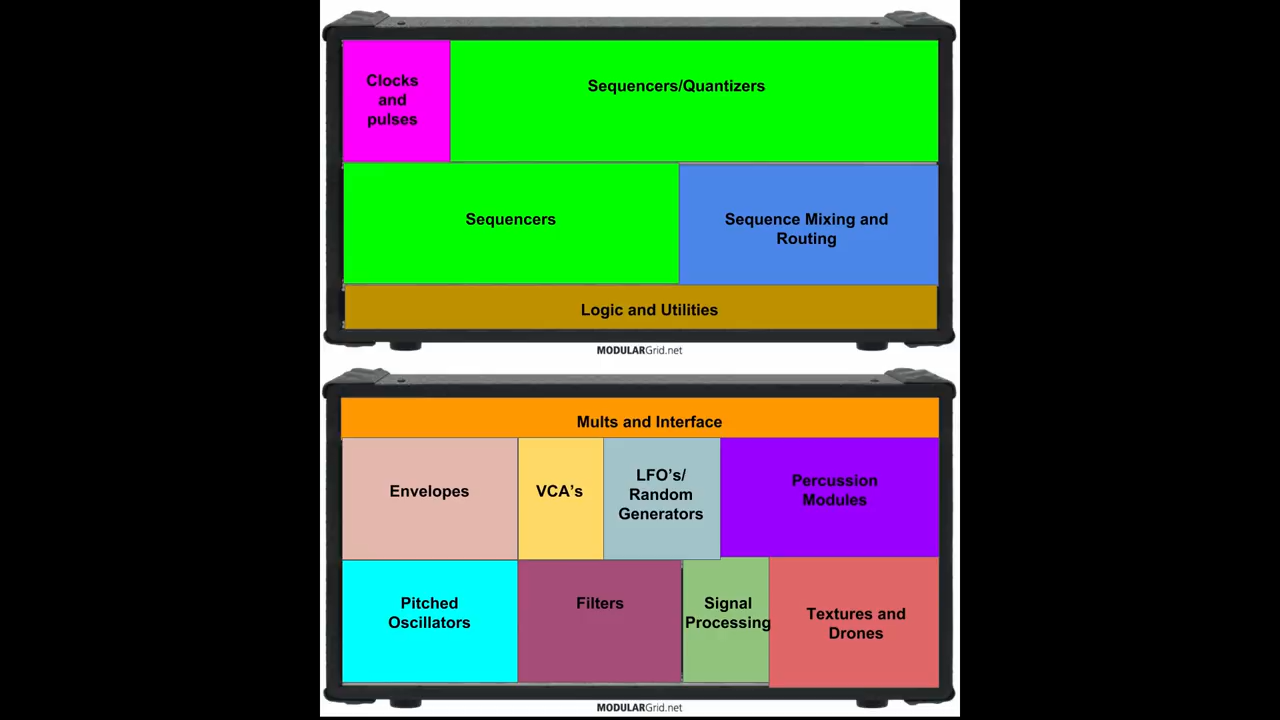 Clocks
and
pulses
Sequencers/Quantizers
Sequencers
Sequence Mixing and
Routing
Logic and Utilities
MODULARGrid.net
Mults and Interface
Envelopes
VCA's
LFO's/
Random
Generators
Percussion
Modules
Pitched
Oscillators
Filters
Signal
Processing
Textures and
Drones
MODULARGrid.net